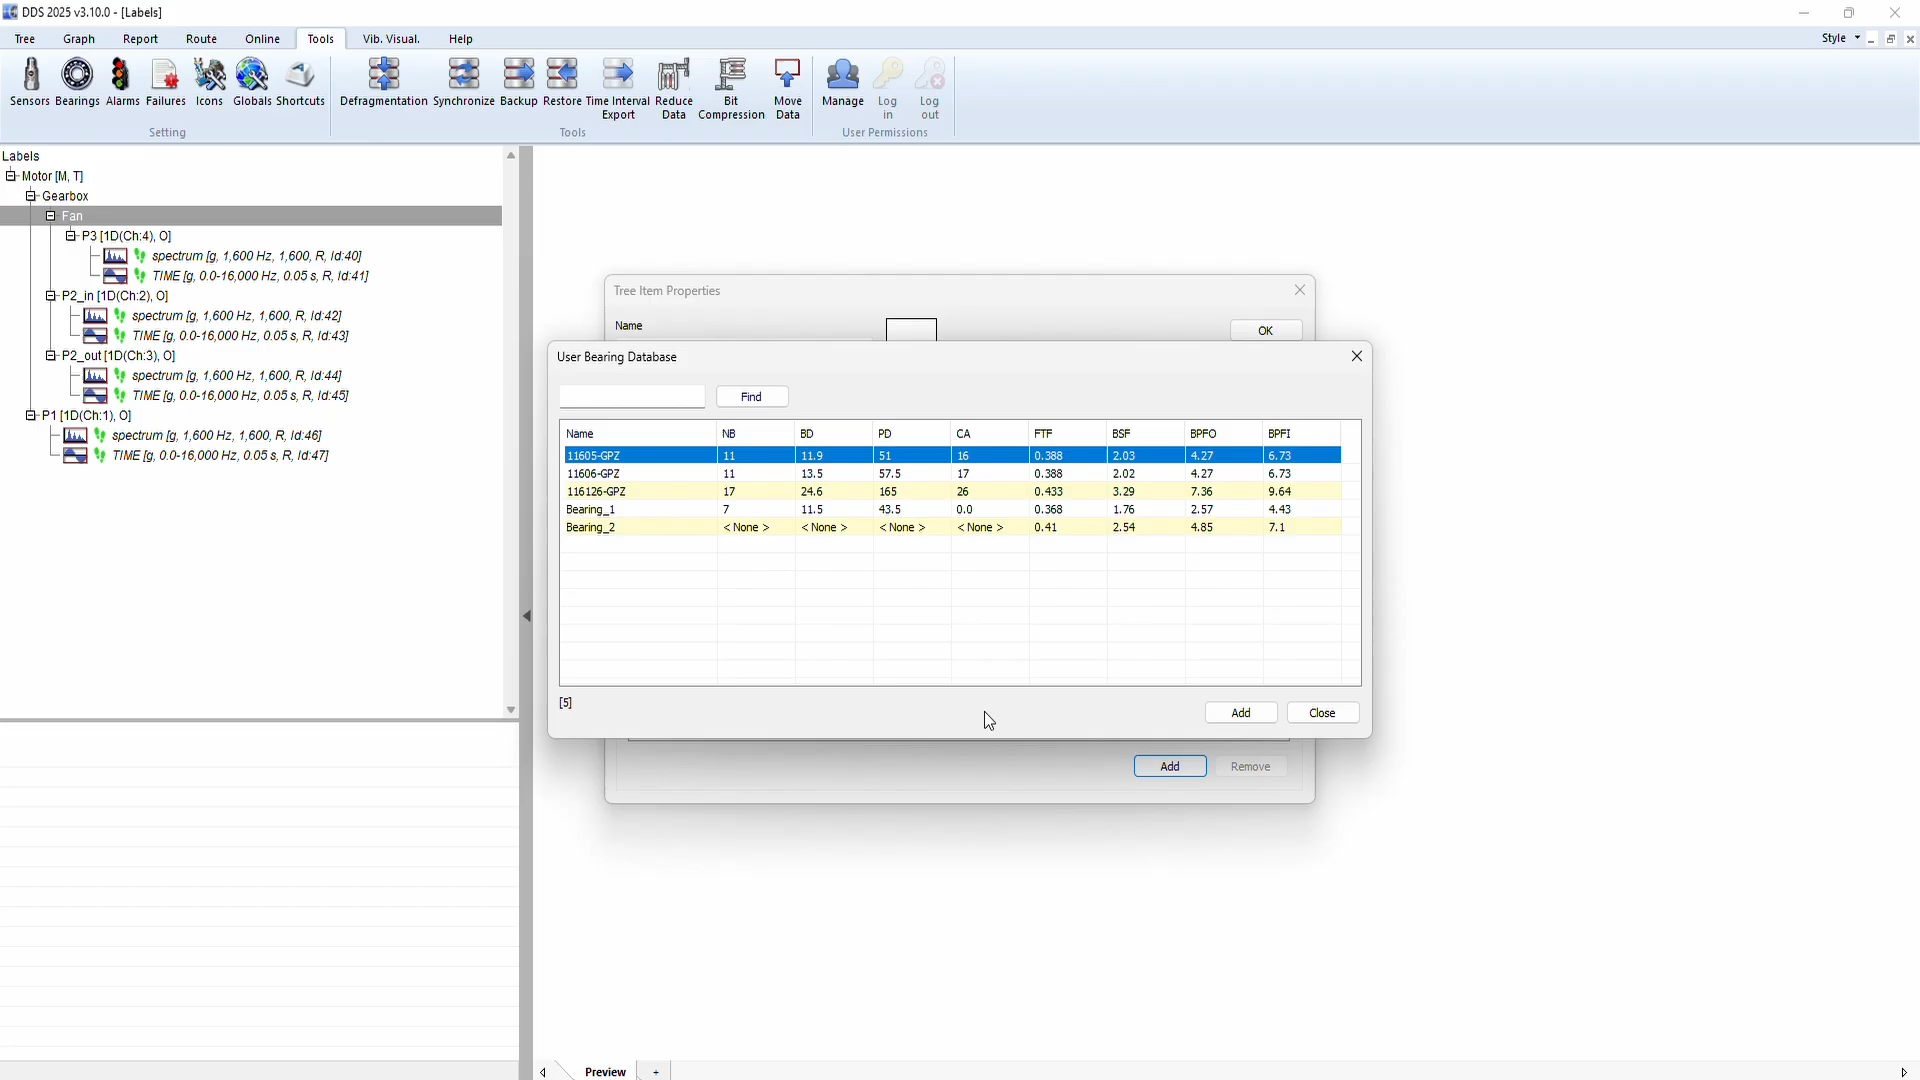 DDS 2025 v3.10.0 - [Labels]
Tree Graph Report Route Online Tools Vib. Visual. Help Style
Sensors Bearings Alarms Failures Icons Globals Shortcuts
Setting
Defragmentation Synchronize Backup Restore Time Interval Export Reduce Data Bit Compression Move Data
Tools
Manage Log in Log out
User Permissions
Labels
Motor [M, T]
Gearbox
Fan
P3 [1D(Ch:4), O]
spectrum [g, 1,600 Hz, 1,600, R, Id:40]
TIME [g, 0.0-16,000 Hz, 0.05 s, R, Id:41]
P2_in [1D(Ch:2), O]
spectrum [g, 1,600 Hz, 1,600, R, Id:42]
TIME [g, 0.0-16,000 Hz, 0.05 s, R, Id:43]
P2_out [1D(Ch:3), O]
spectrum [g, 1,600 Hz, 1,600, R, Id:44]
TIME [g, 0.0-16,000 Hz, 0.05 s, R, Id:45]
P1 [1D(Ch:1), O]
spectrum [g, 1,600 Hz, 1,600, R, Id:46]
TIME [g, 0.0-16,000 Hz, 0.05 s, R, Id:47]
Tree Item Properties
Name
OK
User Bearing Database
Find
Name NB BD PD CA FTF BSF BPFO BPFI
11605-GPZ 11 11.9 51 16 0.388 2.03 4.27 6.73
11606-GPZ 11 13.5 57.5 17 0.388 2.02 4.27 6.73
116126-GPZ 17 24.6 165 26 0.433 3.29 7.36 9.64
Bearing_1 7 11.5 43.5 0.0 0.368 1.76 2.57 4.43
Bearing_2 < None > < None > < None > < None > 0.41 2.54 4.85 7.1
[5]
Add Close
Add Remove
Preview +